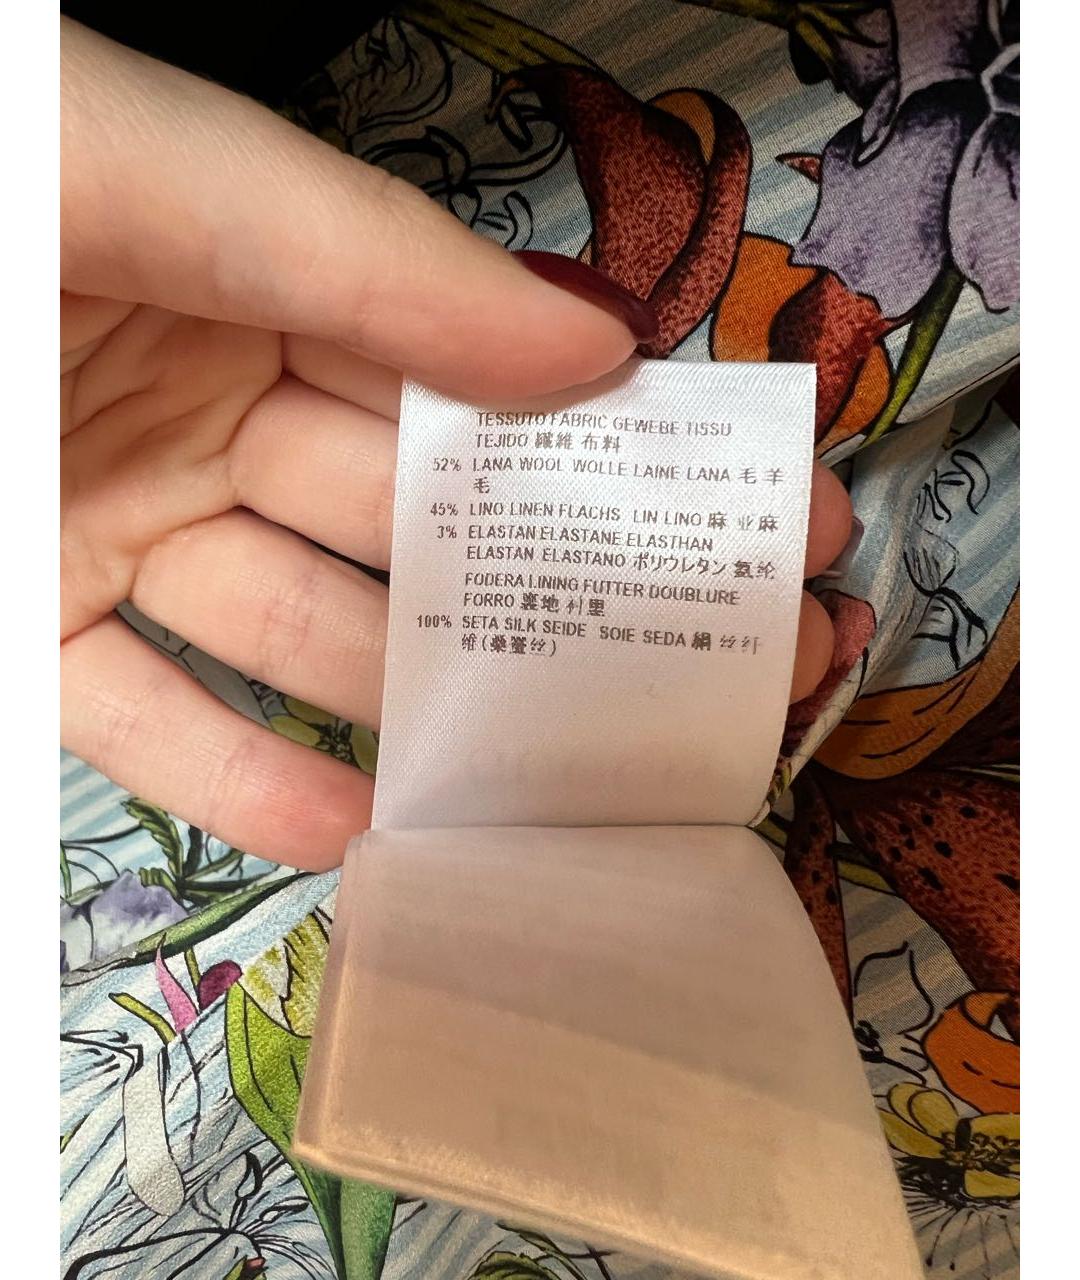 TESSUTO FABRIC GEWEBE TISSU
TEJIDO 繊維 布料
52% LANA WOOL WOLLE LAINE LANA 毛 羊
毛
45% LINO LINEN FLACHS LIN LINO 麻 亚麻
3% ELASTAN ELASTANE ELASTHAN
ELASTAN ELASTANO ポリウレタン 氨纶
FODERA LINING FUTTER DOUBLURE
FORRO 裏地 衬里
100% SETA SILK SEIDE SOIE SEDA 絹 丝纤
维(桑蚕丝)